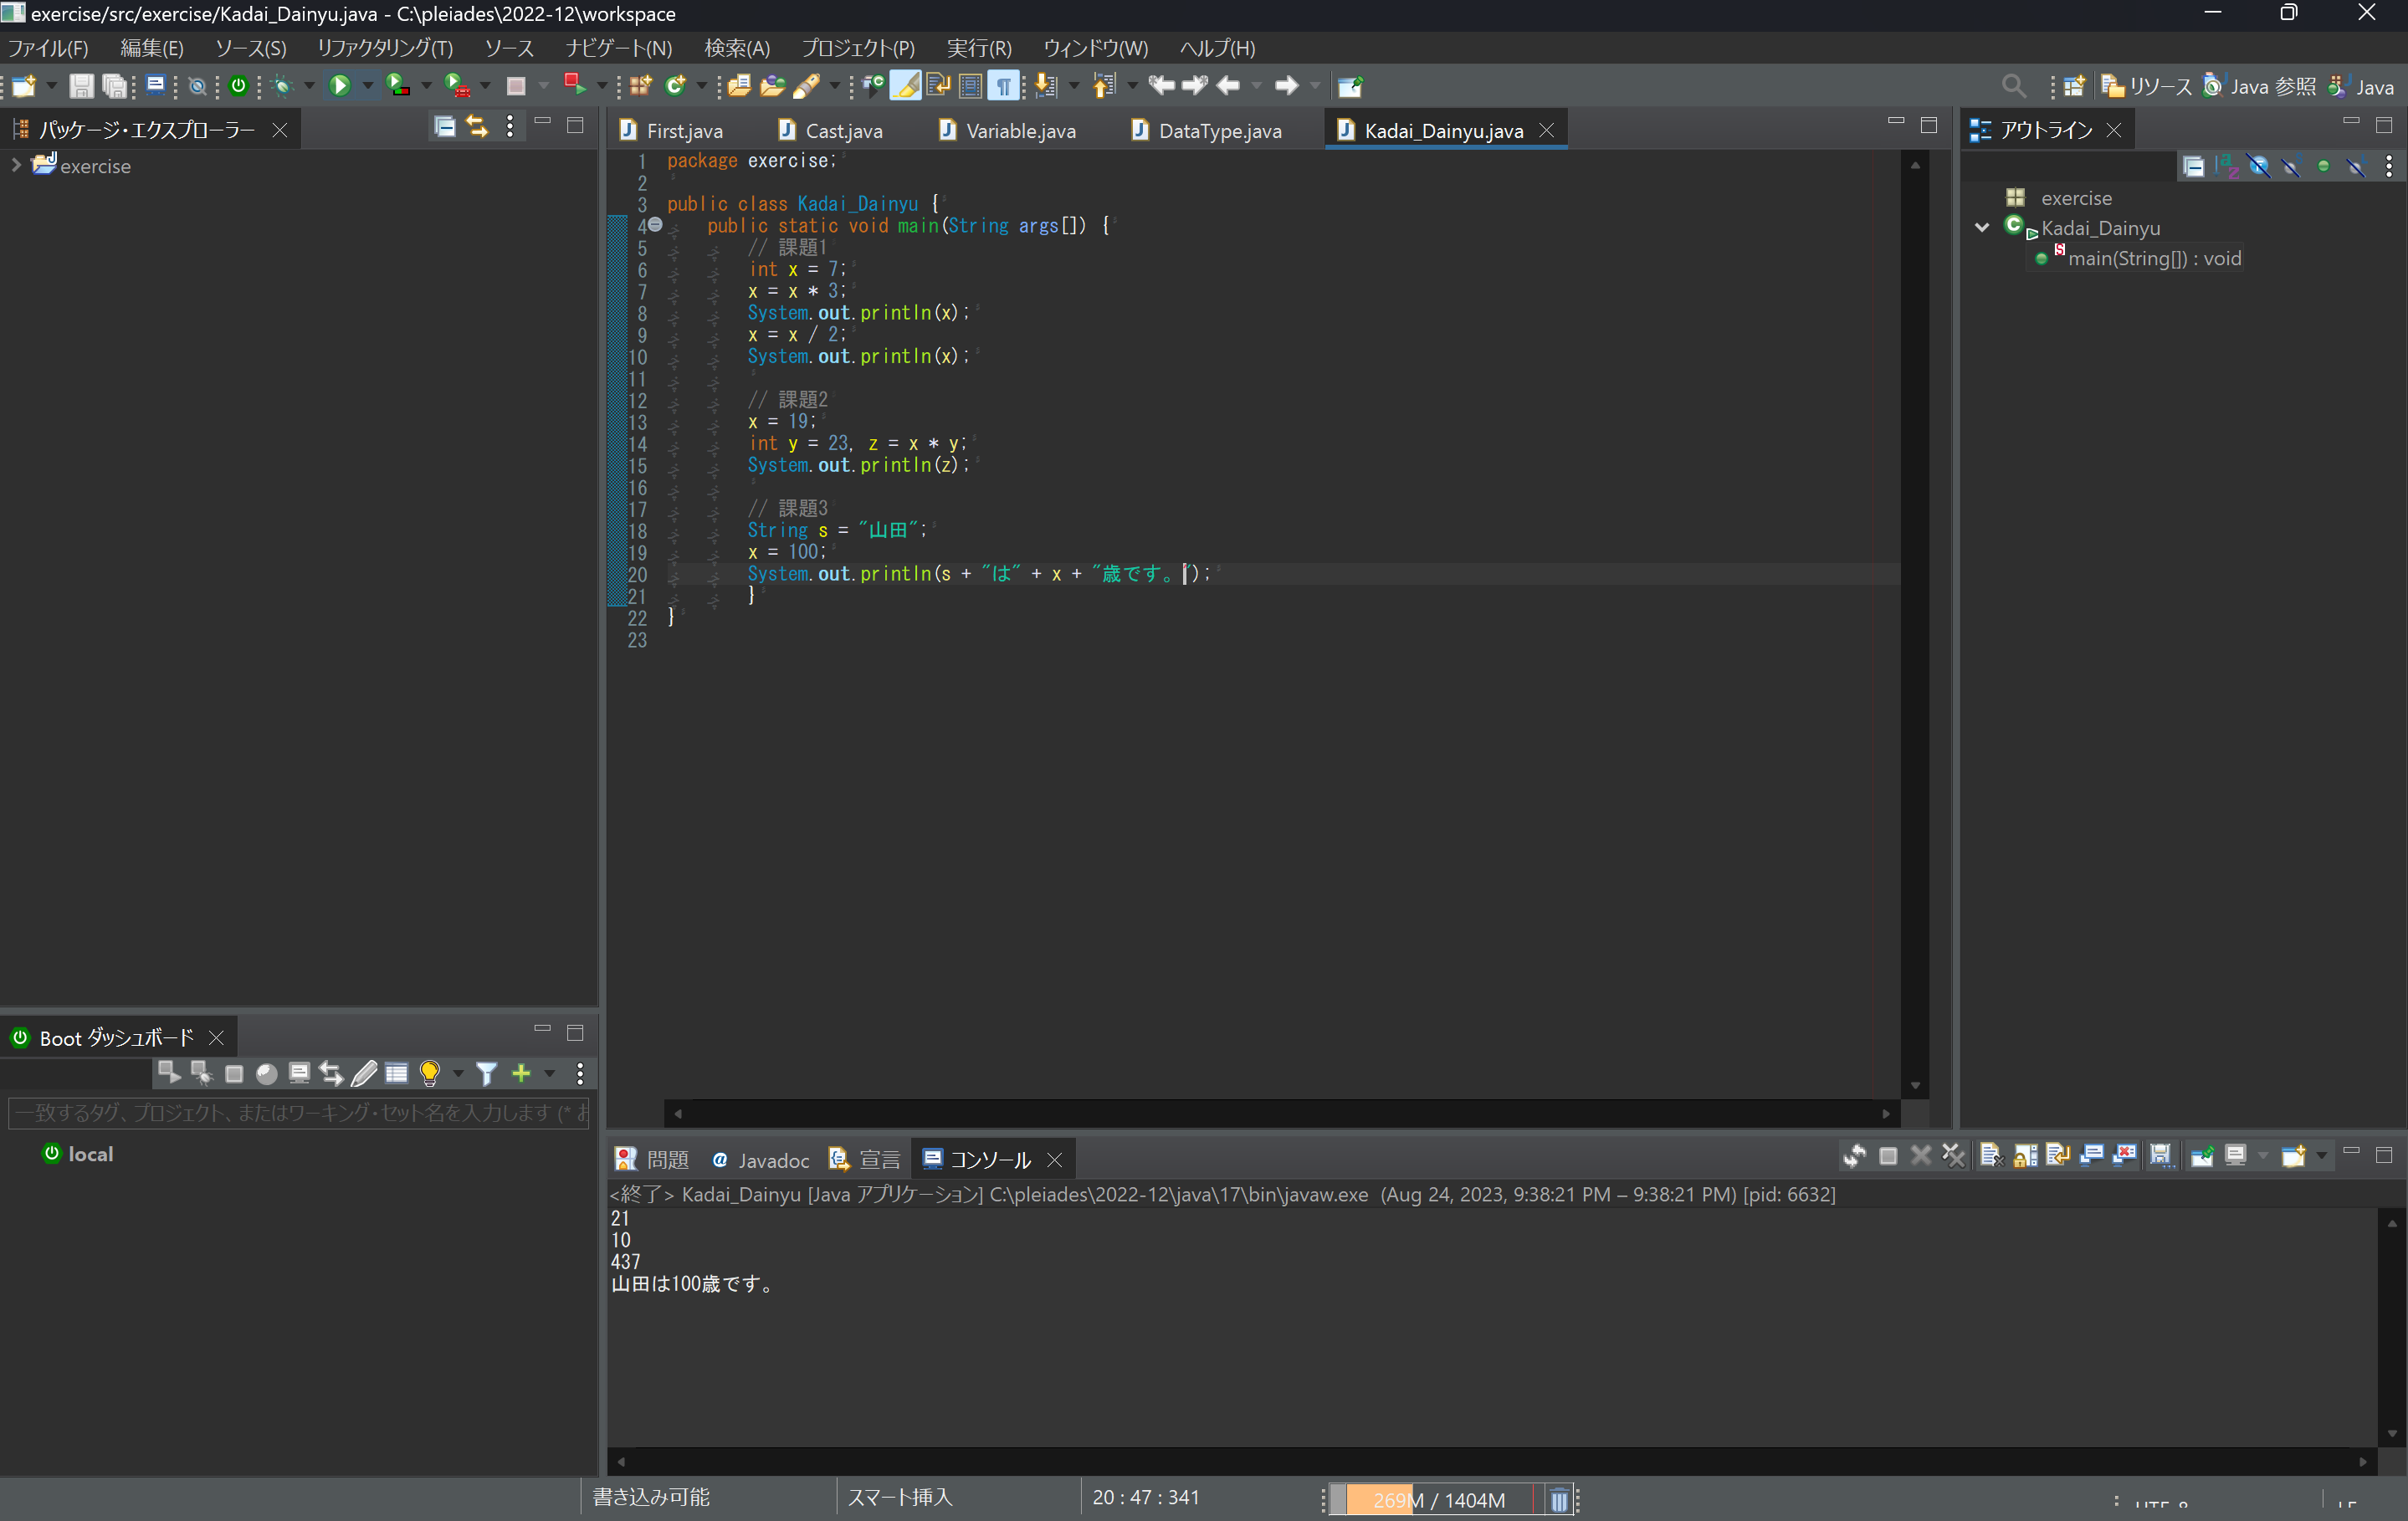 exercise/src/exercise/Kadai_Dainyu.java - C:\pleiades\2022-12\workspace
ファイル(F) 編集(E) ソース(S) リファクタリング(T) ソース ナビゲート(N) 検索(A) プロジェクト(P) 実行(R) ウィンドウ(W) ヘルプ(H)
リソース Java 参照 Java
パッケージ・エクスプローラー
exercise
First.java Cast.java Variable.java DataType.java Kadai_Dainyu.java
1 package exercise;
2
3 public class Kadai_Dainyu {
4 public static void main(String args[]) {
5 // 課題1
6 int x = 7;
7 x = x * 3;
8 System.out.println(x);
9 x = x / 2;
10 System.out.println(x);
11
12 // 課題2
13 x = 19;
14 int y = 23, z = x * y;
15 System.out.println(z);
16
17 // 課題3
18 String s = "山田";
19 x = 100;
20 System.out.println(s + "は" + x + "歳です。");
21 }
22 }
23
アウトライン
exercise
Kadai_Dainyu
main(String[]) : void
Boot ダッシュボード
一致するタグ、プロジェクト、またはワーキング・セット名を入力します (*
local
問題 Javadoc 宣言 コンソール
<終了> Kadai_Dainyu [Java アプリケーション] C:\pleiades\2022-12\java\17\bin\javaw.exe (Aug 24, 2023, 9:38:21 PM – 9:38:21 PM) [pid: 6632]
21
10
437
山田は100歳です。
書き込み可能 スマート挿入 20 : 47 : 341 269M / 1404M